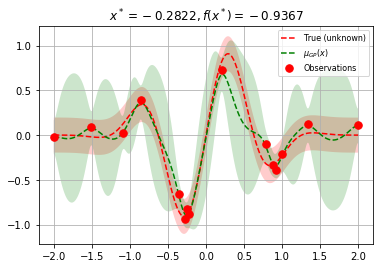 x* = −0.2822, f(x*) = −0.9367
True (unknown)
μGP(x)
Observations
1.0
0.5
0.0
−0.5
−1.0
−2.0 −1.5 −1.0 −0.5 0.0 0.5 1.0 1.5 2.0